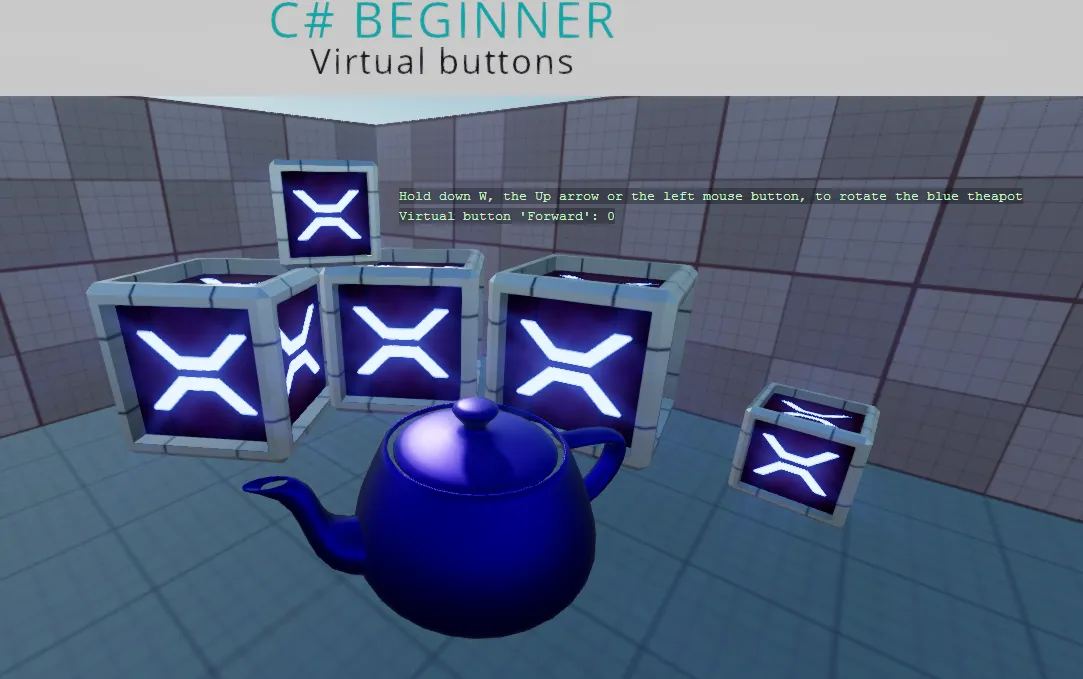 C# BEGINNER
Virtual buttons
Hold down W, the Up arrow or the left mouse button, to rotate the blue theapot
Virtual button 'Forward': 0